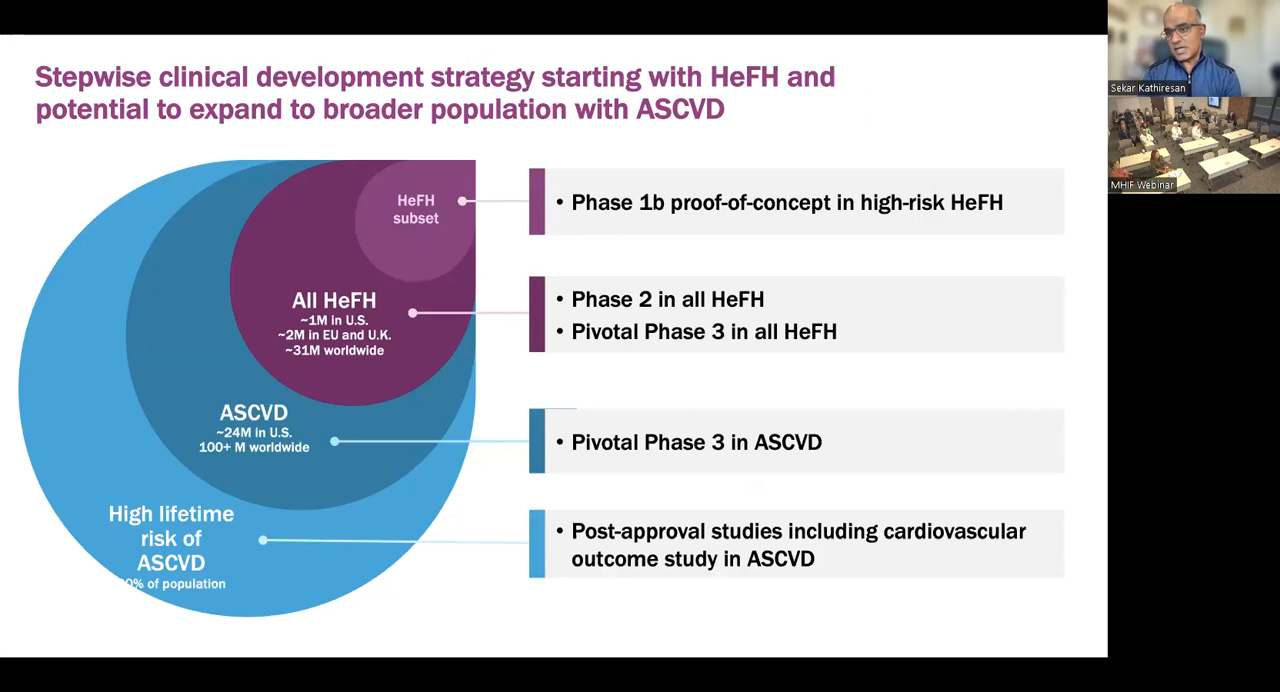 Stepwise clinical development strategy starting with HeFH and
potential to expand to broader population with ASCVD
HeFH
subset
All HeFH
~1M in U.S.
~2M in EU and U.K.
~31M worldwide
ASCVD
~24M in U.S.
100+ M worldwide
High lifetime
risk of
ASCVD
% of population
• Phase 1b proof-of-concept in high-risk HeFH
• Phase 2 in all HeFH
• Pivotal Phase 3 in all HeFH
• Pivotal Phase 3 in ASCVD
• Post-approval studies including cardiovascular
outcome study in ASCVD
Sekar Kathiresan
MHIF Webinar